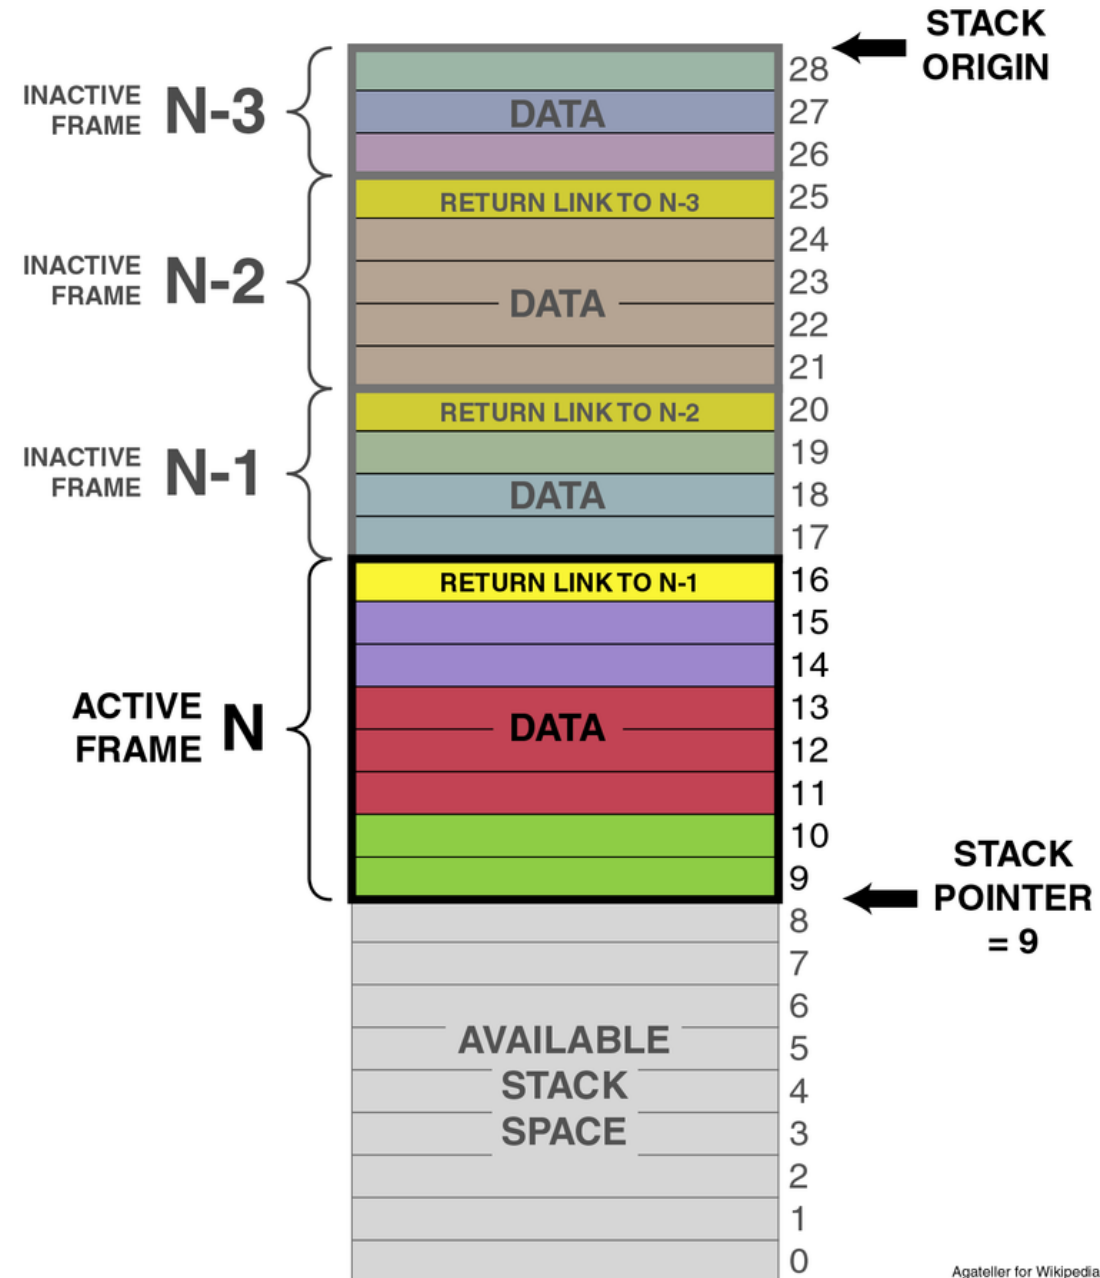 STACK
ORIGIN
28
INACTIVE
FRAME
N-3
DATA
27
26
RETURN LINK TO N-3
25
24
INACTIVE
FRAME
N-2
23
DATA
22
21
RETURN LINK TO N-2
20
19
INACTIVE
FRAME
N-1
DATA
18
17
RETURN LINK TO N-1
16
15
14
ACTIVE
FRAME
N
13
DATA
12
11
10
9
STACK
POINTER
= 9
8
7
6
AVAILABLE
STACK
SPACE
5
4
3
2
1
0
Agateller for Wikipedia